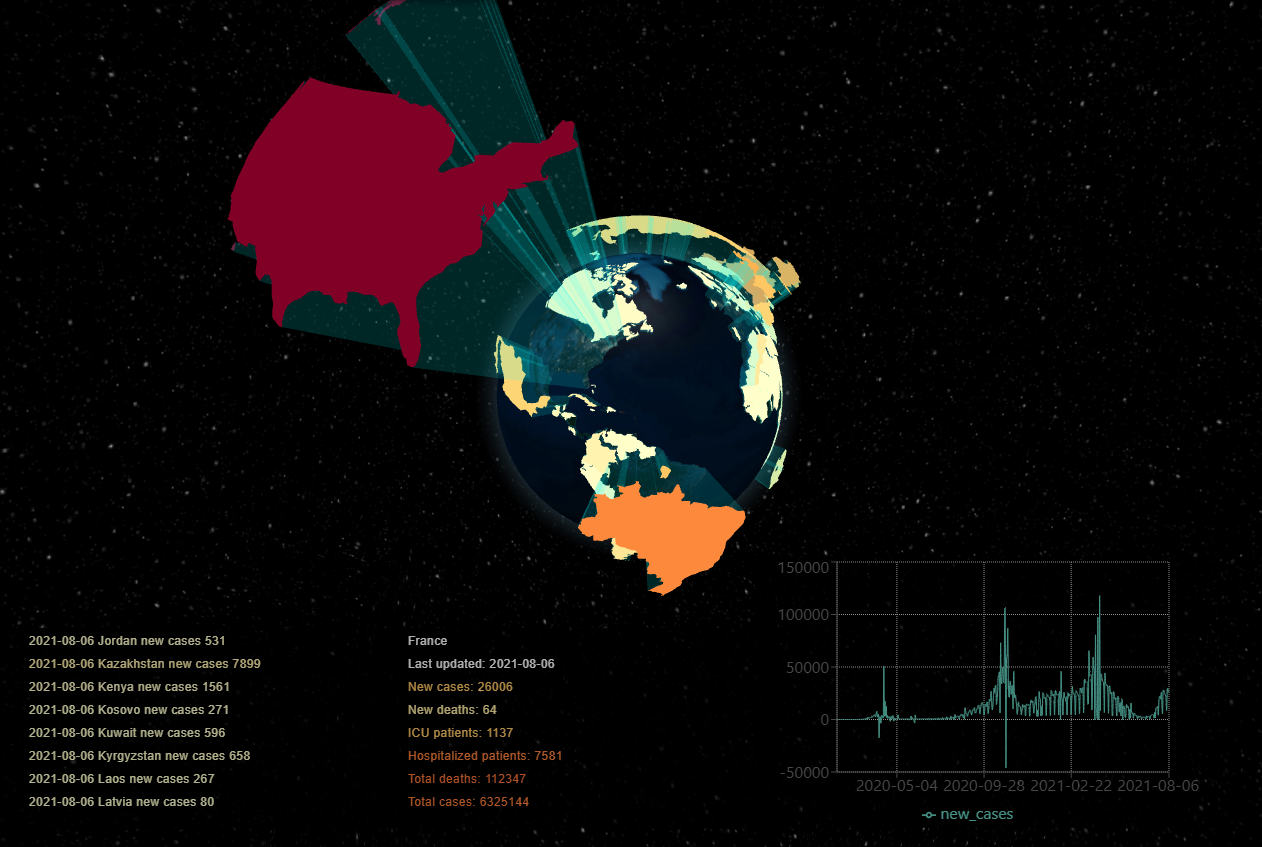 2021-08-06 Jordan new cases 531
2021-08-06 Kazakhstan new cases 7899
2021-08-06 Kenya new cases 1561
2021-08-06 Kosovo new cases 271
2021-08-06 Kuwait new cases 596
2021-08-06 Kyrgyzstan new cases 658
2021-08-06 Laos new cases 267
2021-08-06 Latvia new cases 80
France
Last updated: 2021-08-06
New cases: 26006
New deaths: 64
ICU patients: 1137
Hospitalized patients: 7581
Total deaths: 112347
Total cases: 6325144
150000
100000
50000
0
-50000
2020-05-04 2020-09-28 2021-02-22 2021-08-06
new_cases